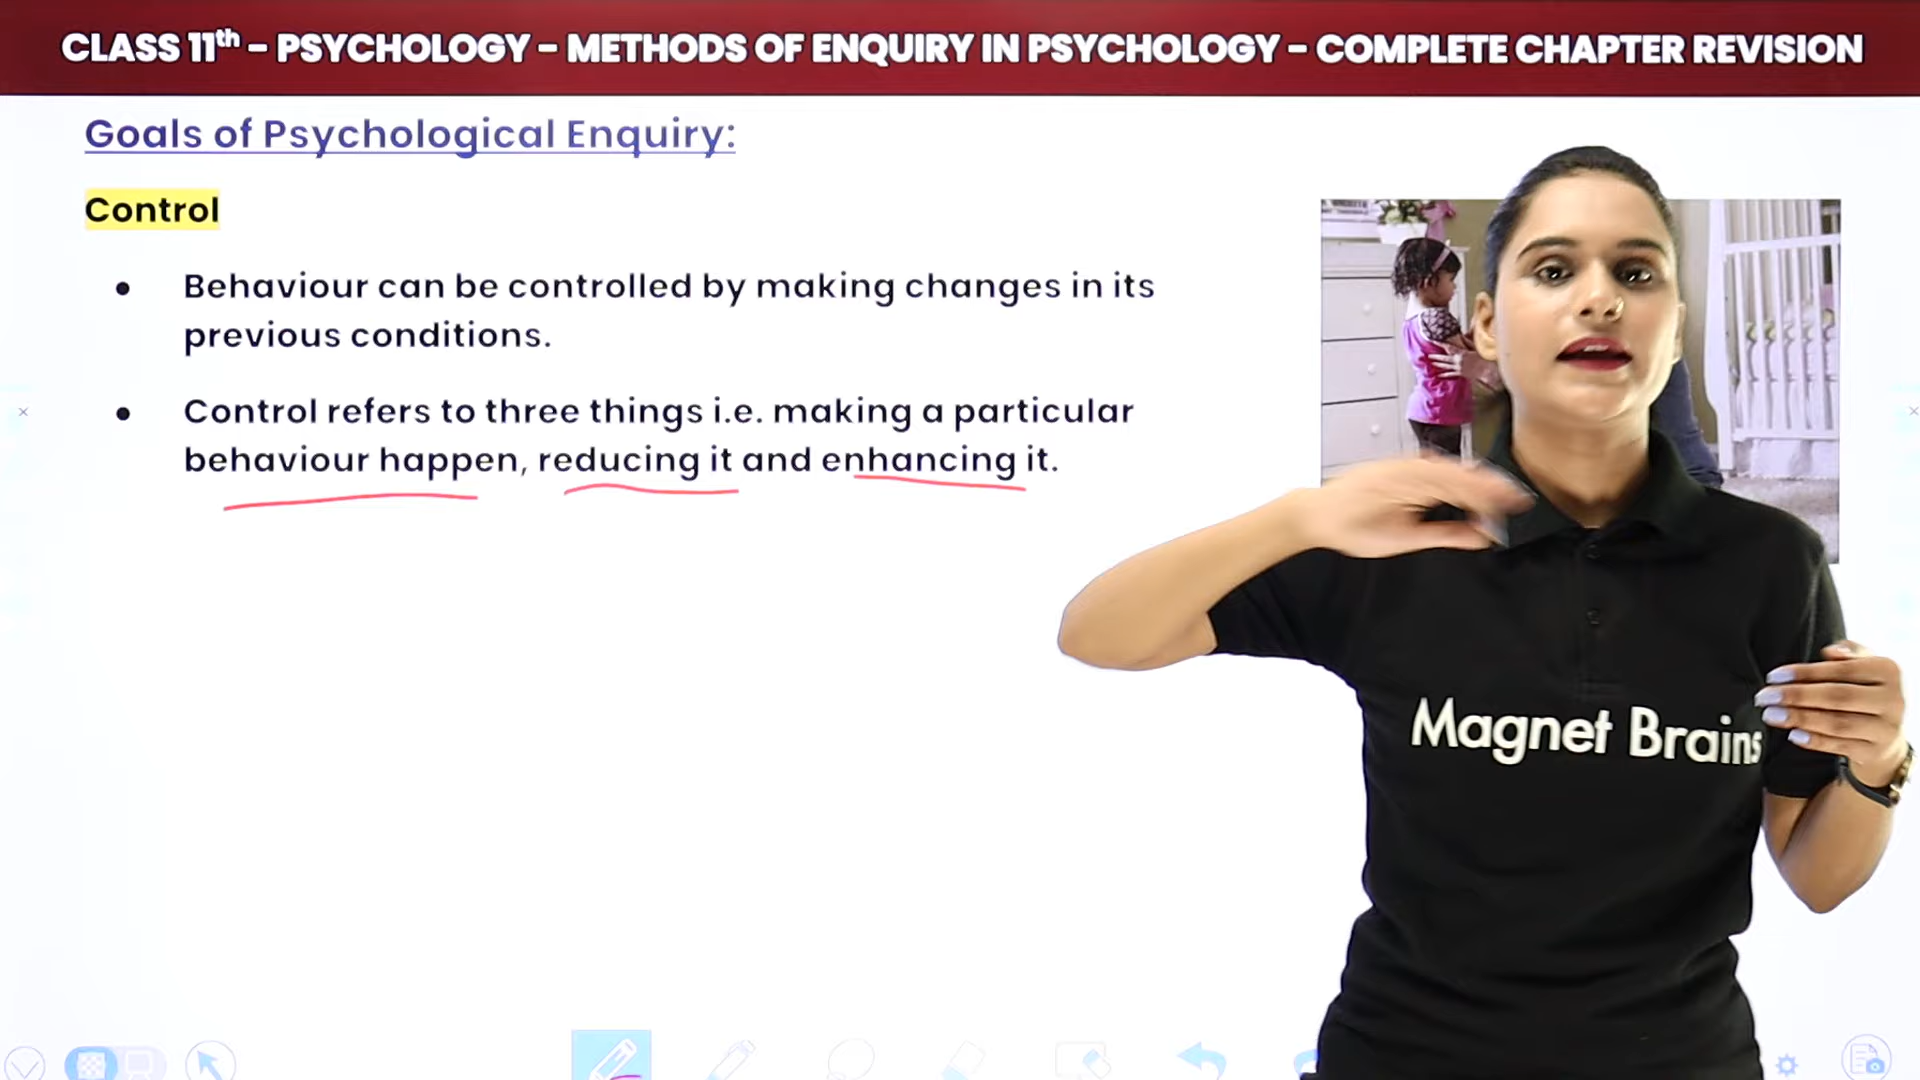 CLASS 11th - PSYCHOLOGY - METHODS OF ENQUIRY IN PSYCHOLOGY - COMPLETE CHAPTER REVISION
Goals of Psychological Enquiry:
Control
• Behaviour can be controlled by making changes in its
previous conditions.
• Control refers to three things i.e. making a particular
behaviour happen, reducing it and enhancing it.
Magnet Brains